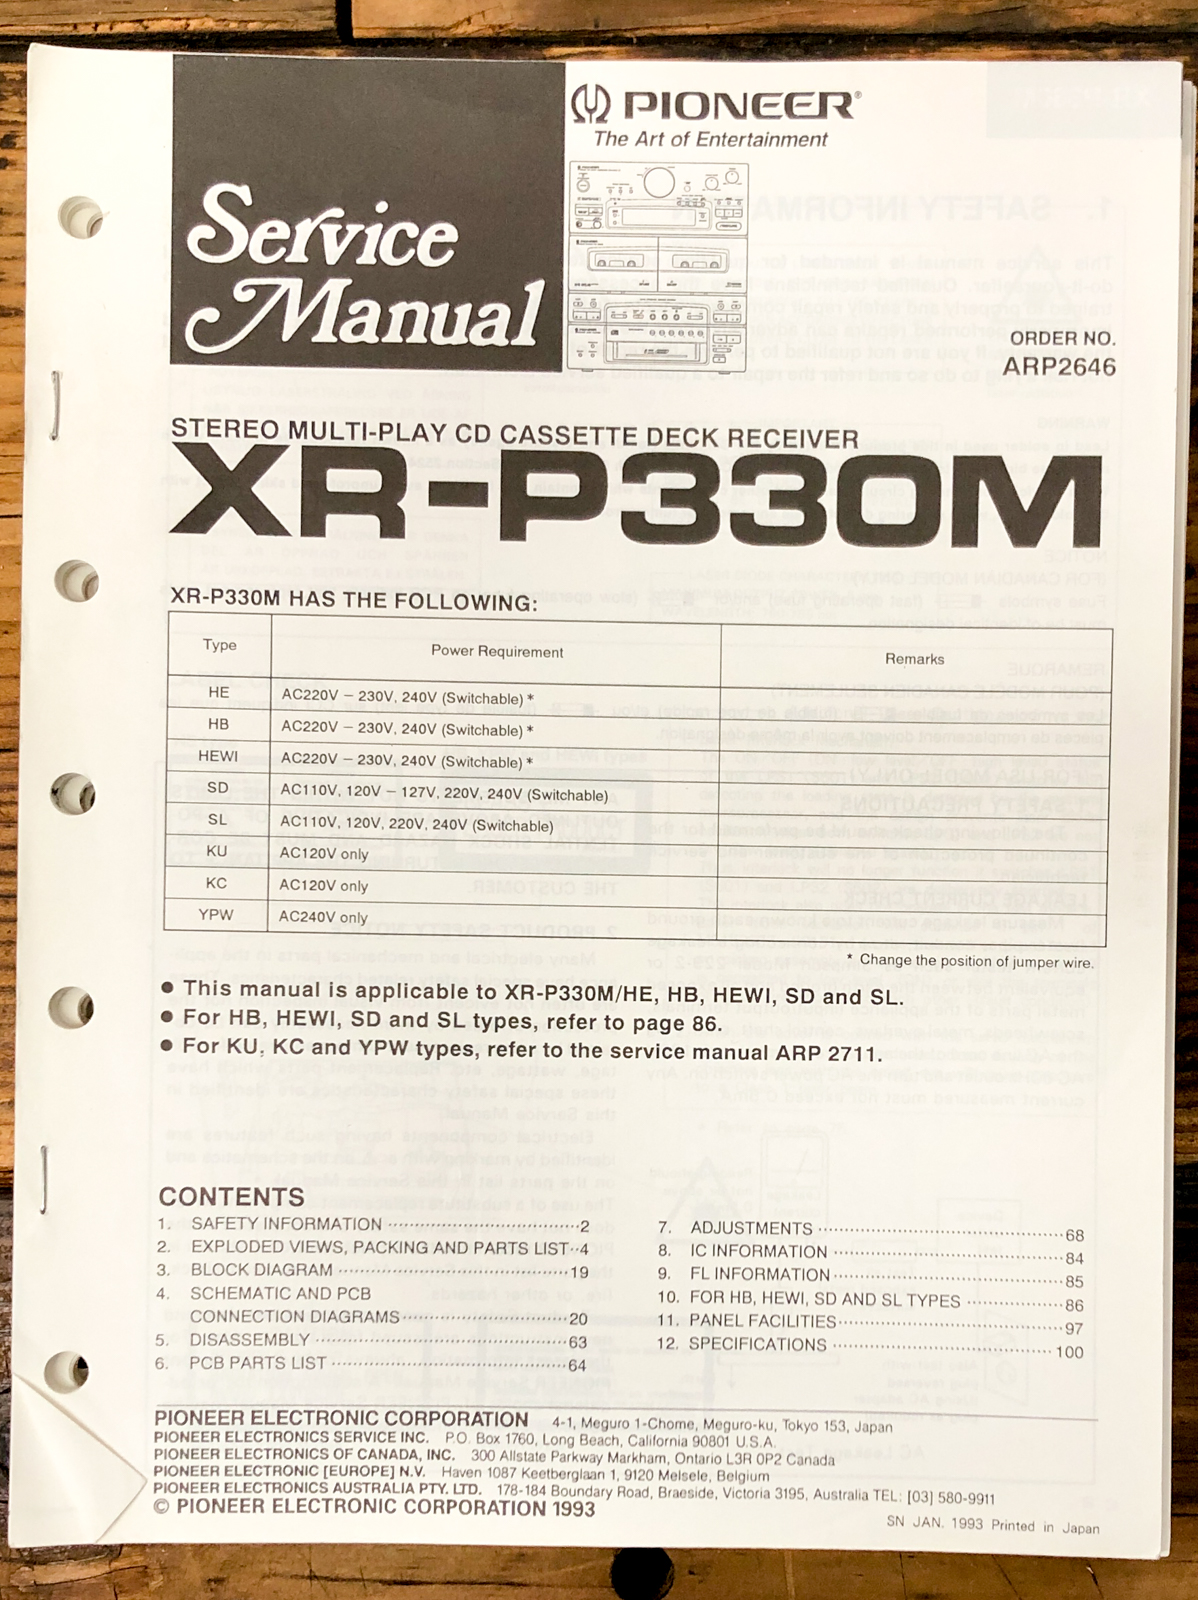 PIONEER®
The Art of Entertainment
Service
Manual
ORDER NO.
ARP2646
STEREO MULTI-PLAY CD CASSETTE DECK RECEIVER
XR-P330M
XR-P330M HAS THE FOLLOWING:
Type Power Requirement Remarks
HE AC220V – 230V, 240V (Switchable) *
HB AC220V – 230V, 240V (Switchable) *
HEWI AC220V – 230V, 240V (Switchable) *
SD AC110V, 120V – 127V, 220V, 240V (Switchable)
SL AC110V, 120V, 220V, 240V (Switchable)
KU AC120V only
KC AC120V only
YPW AC240V only
* Change the position of jumper wire.
● This manual is applicable to XR-P330M/HE, HB, HEWI, SD and SL.
● For HB, HEWI, SD and SL types, refer to page 86.
● For KU, KC and YPW types, refer to the service manual ARP 2711.
CONTENTS
1. SAFETY INFORMATION 2
2. EXPLODED VIEWS, PACKING AND PARTS LIST 4
3. BLOCK DIAGRAM 19
4. SCHEMATIC AND PCB
CONNECTION DIAGRAMS 20
5. DISASSEMBLY 63
6. PCB PARTS LIST 64
7. ADJUSTMENTS 68
8. IC INFORMATION 84
9. FL INFORMATION 85
10. FOR HB, HEWI, SD AND SL TYPES 86
11. PANEL FACILITIES 97
12. SPECIFICATIONS 100
PIONEER ELECTRONIC CORPORATION 4-1, Meguro 1-Chome, Meguro-ku, Tokyo 153, Japan
PIONEER ELECTRONICS SERVICE INC. P.O. Box 1760, Long Beach, California 90801 U.S.A.
PIONEER ELECTRONICS OF CANADA, INC. 300 Allstate Parkway Markham, Ontario L3R 0P2 Canada
PIONEER ELECTRONIC [EUROPE] N.V. Haven 1087 Keetberglaan 1, 9120 Melsele, Belgium
PIONEER ELECTRONICS AUSTRALIA PTY. LTD. 178-184 Boundary Road, Braeside, Victoria 3195, Australia TEL: [03] 580-9911
© PIONEER ELECTRONIC CORPORATION 1993
SN JAN. 1993 Printed in Japan